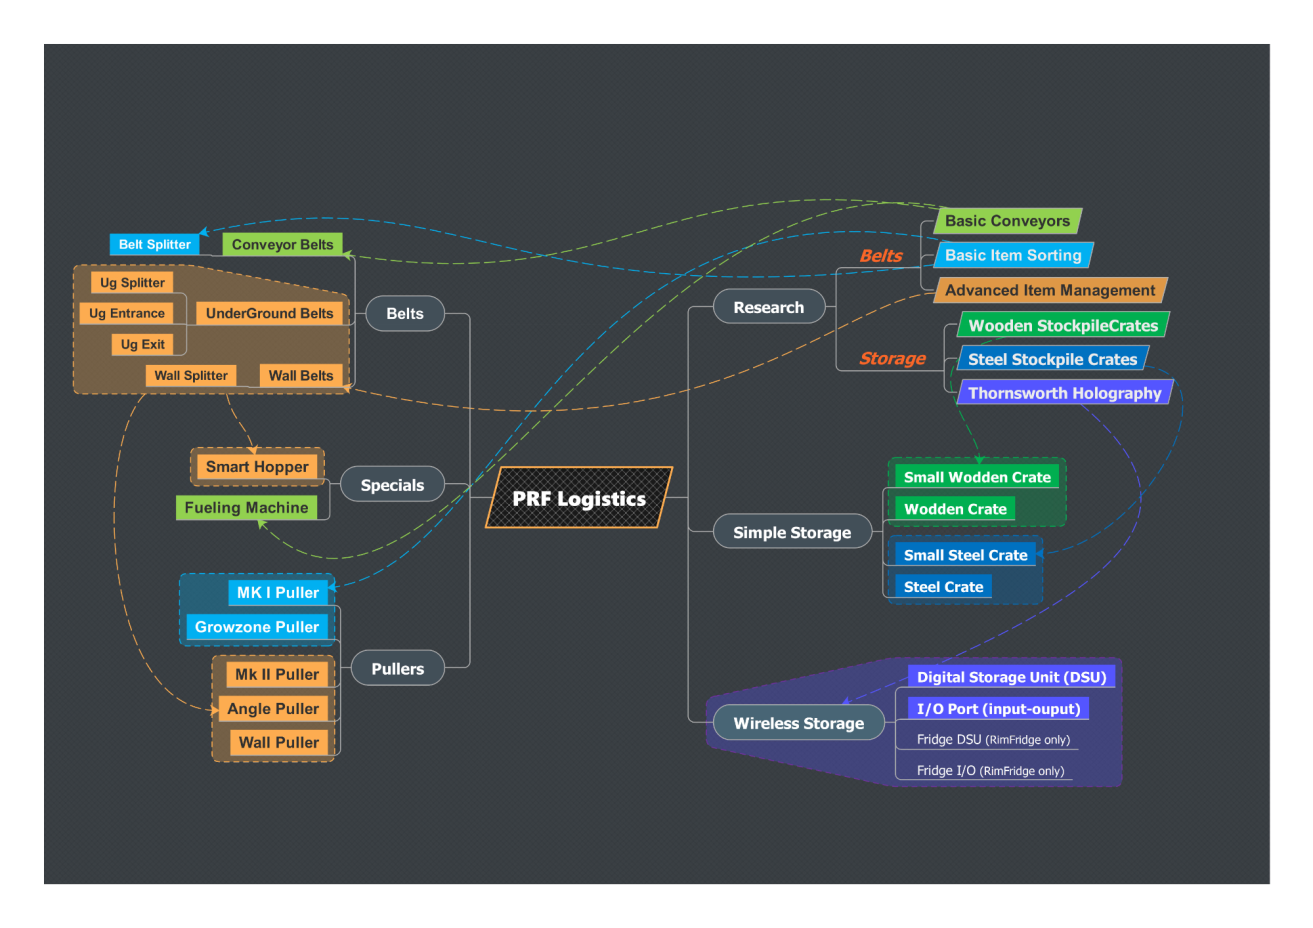 PRF Logistics
Belts
Belt Splitter
Conveyor Belts
Ug Splitter
Ug Entrance
UnderGround Belts
Ug Exit
Wall Splitter
Wall Belts
Specials
Smart Hopper
Fueling Machine
Pullers
MK I Puller
Growzone Puller
Mk II Puller
Angle Puller
Wall Puller
Research
Belts
Basic Conveyors
Basic Item Sorting
Advanced Item Management
Storage
Wooden StockpileCrates
Steel Stockpile Crates
Thornsworth Holography
Simple Storage
Small Wodden Crate
Wodden Crate
Small Steel Crate
Steel Crate
Wireless Storage
Digital Storage Unit (DSU)
I/O Port (input-ouput)
Fridge DSU (RimFridge only)
Fridge I/O (RimFridge only)